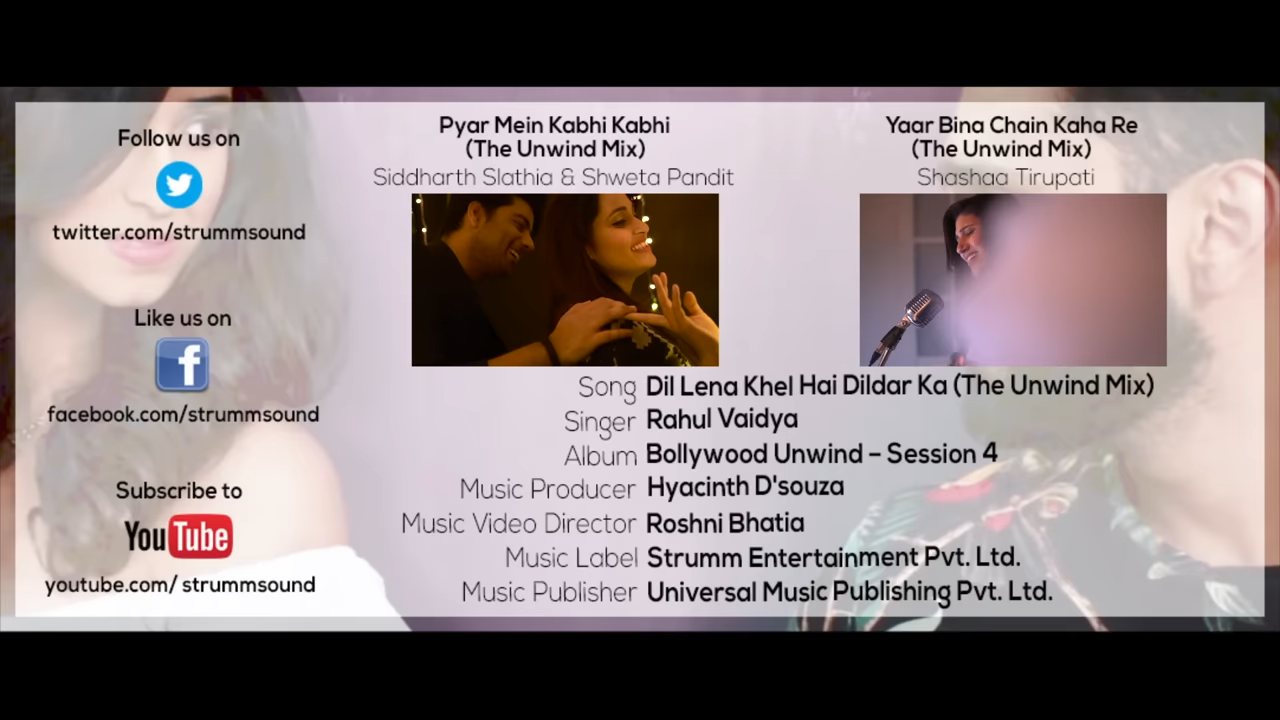 Follow us on
twitter.com/strummsound
Like us on
f
facebook.com/strummsound
Subscribe to
YouTube
youtube.com/ strummsound
Pyar Mein Kabhi Kabhi
(The Unwind Mix)
Siddharth Slathia & Shweta Pandit
Yaar Bina Chain Kaha Re
(The Unwind Mix)
Shashaa Tirupati
Song Dil Lena Khel Hai Dildar Ka (The Unwind Mix)
Singer Rahul Vaidya
Album Bollywood Unwind – Session 4
Music Producer Hyacinth D'souza
Music Video Director Roshni Bhatia
Music Label Strumm Entertainment Pvt. Ltd.
Music Publisher Universal Music Publishing Pvt. Ltd.